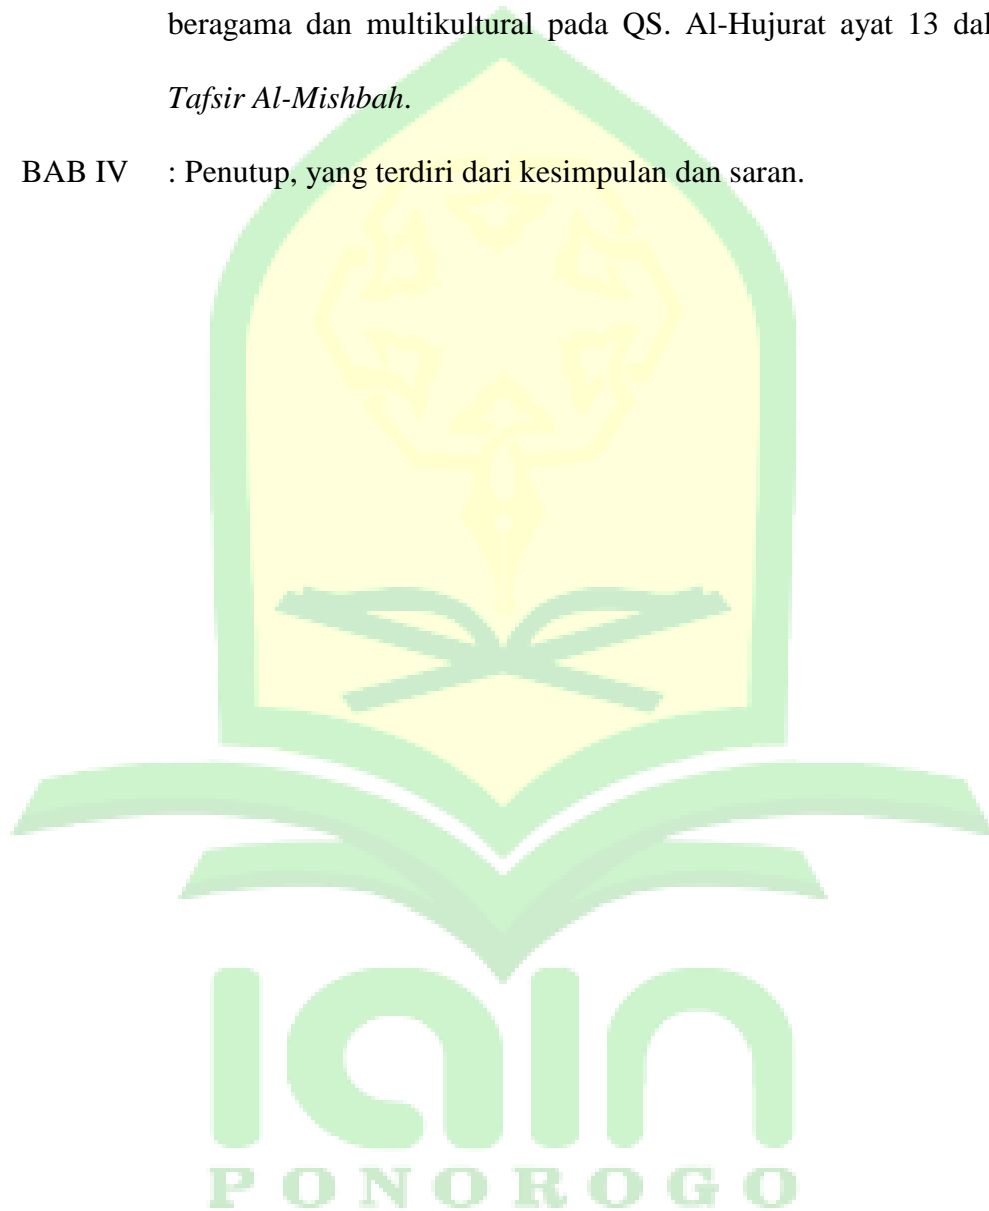 beragama dan multikultural pada QS. Al-Hujurat ayat 13
Tafsir Al-Mishbah.
BAB IV : Penutup, yang terdiri dari kesimpulan dan saran.
iain
PONOROGO